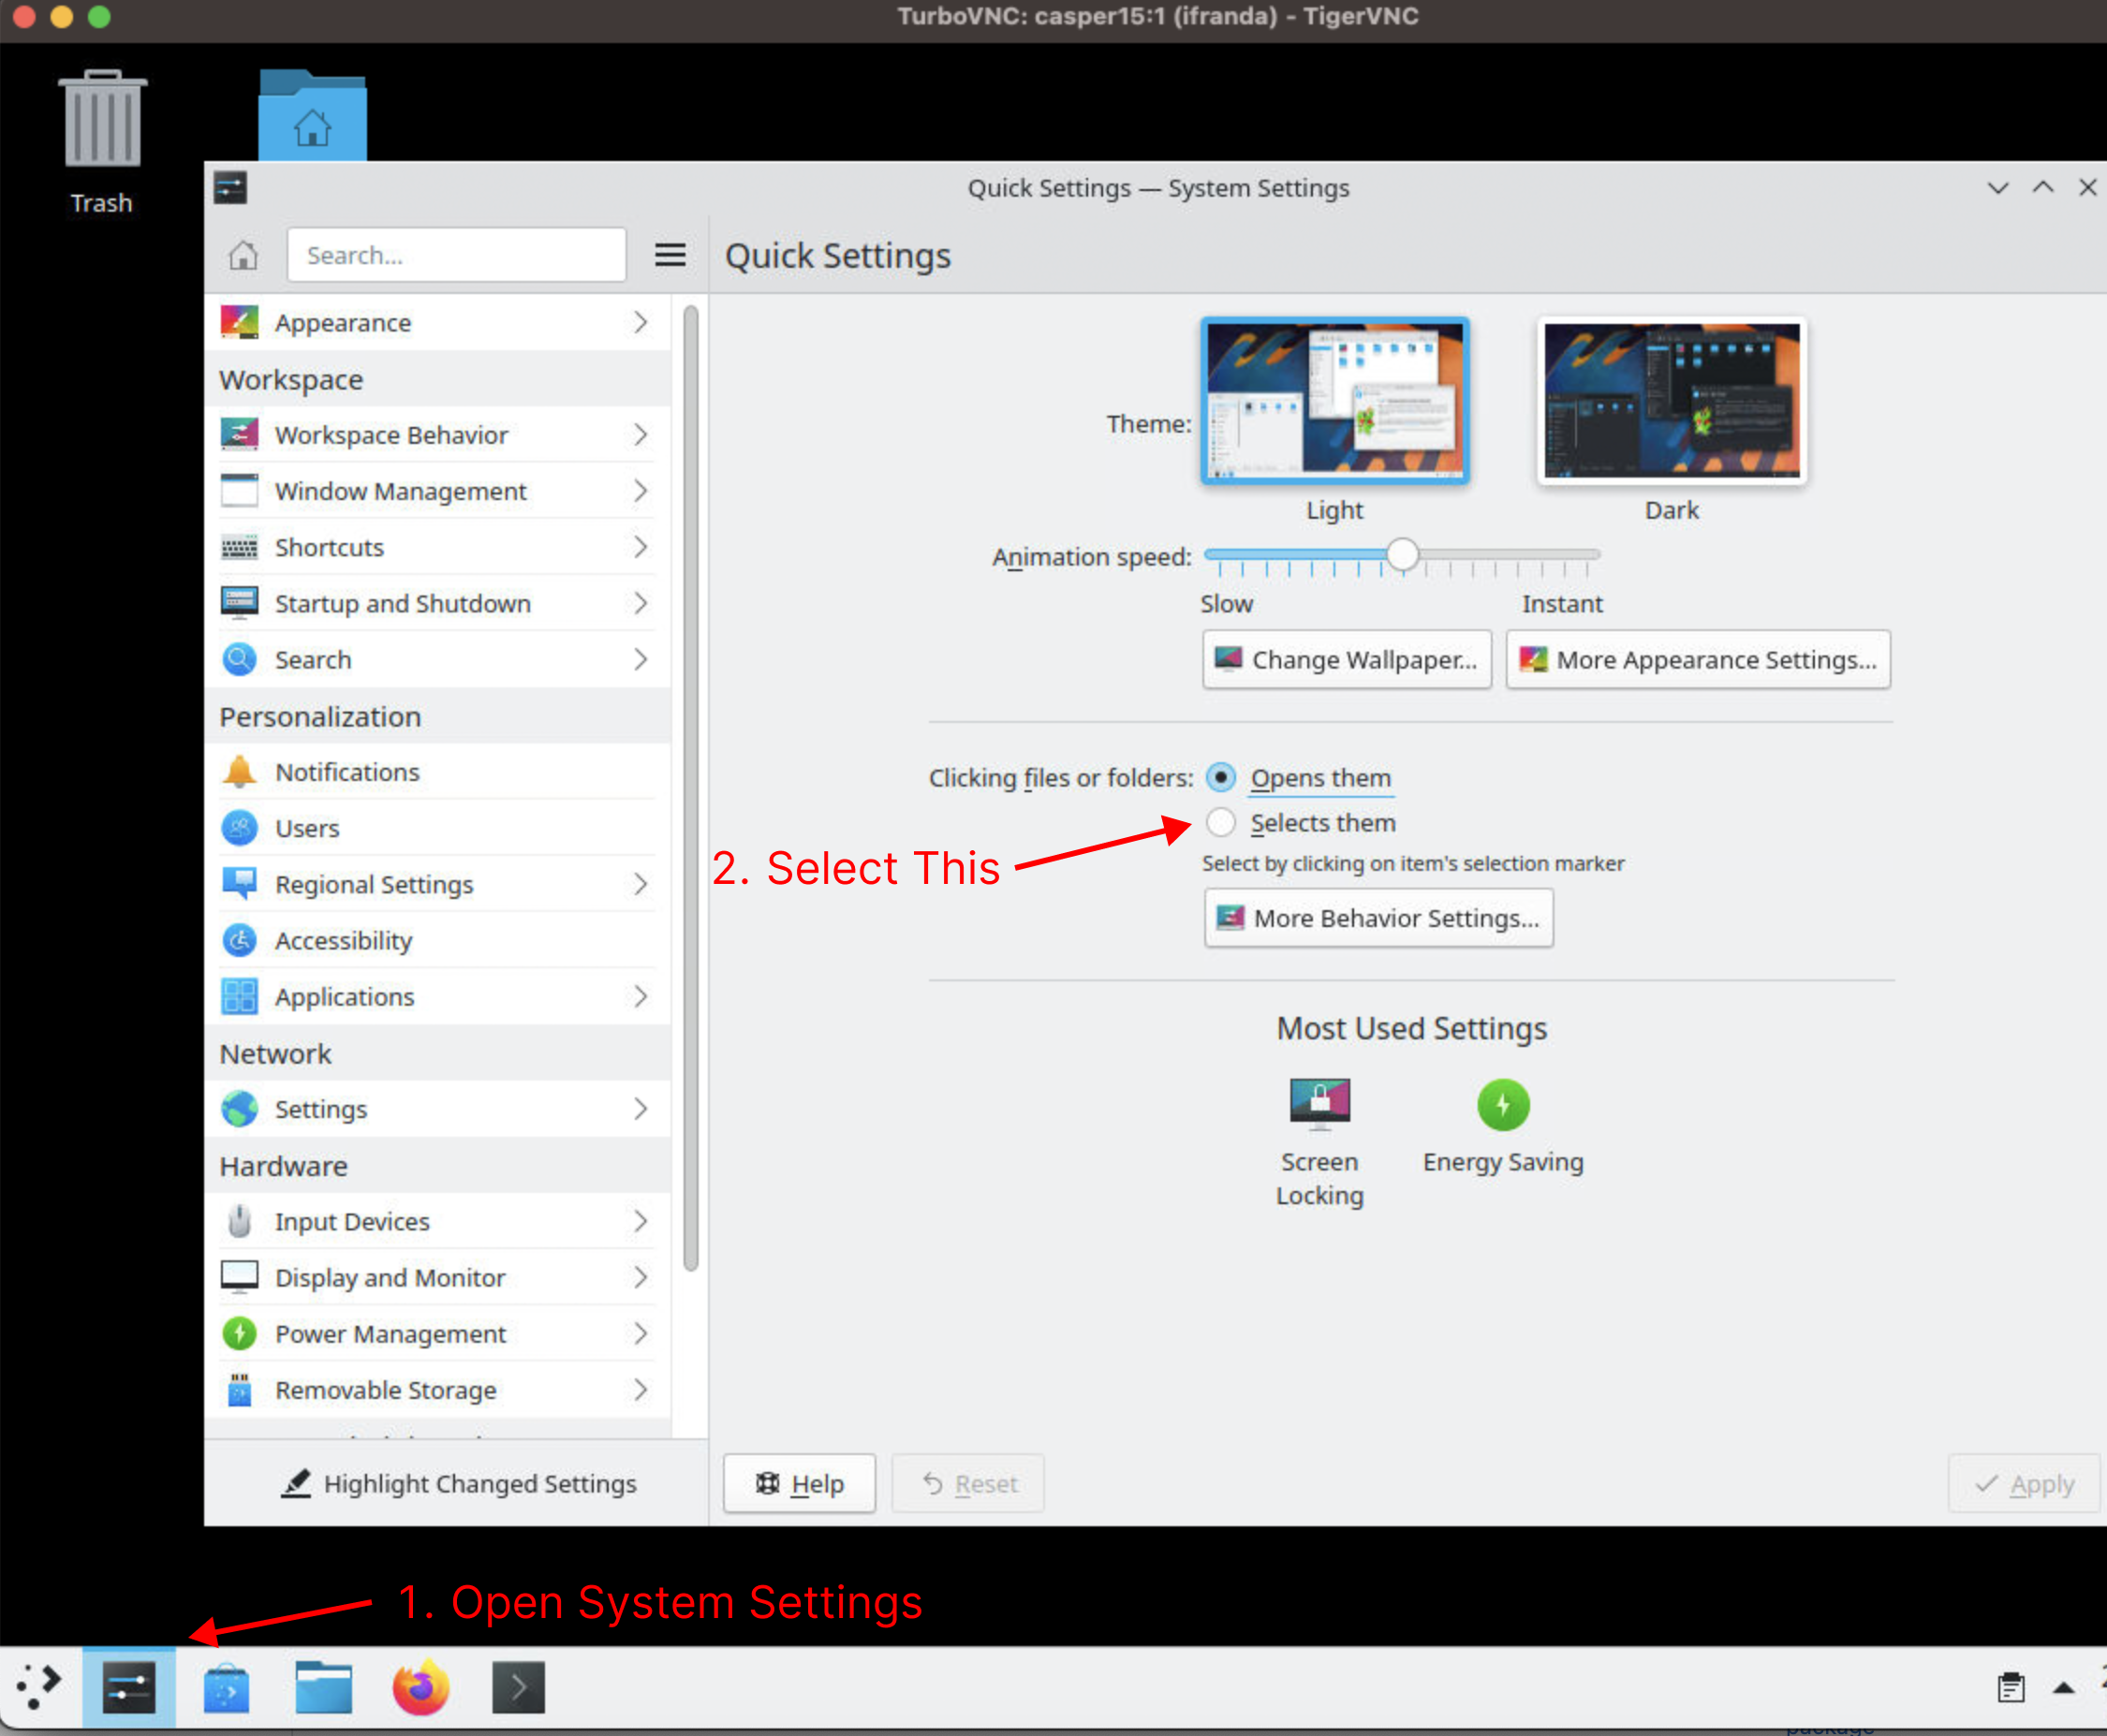 TurboVNC: casper15:1 (ifranda) - TigerVNC
Trash
Quick Settings — System Settings
Search...
Quick Settings
Appearance
Workspace
Workspace Behavior
Window Management
Shortcuts
Startup and Shutdown
Search
Personalization
Notifications
Users
Regional Settings
Accessibility
Applications
Network
Settings
Hardware
Input Devices
Display and Monitor
Power Management
Removable Storage
Highlight Changed Settings
Theme:
Light
Dark
Animation speed:
Slow
Instant
Change Wallpaper...
More Appearance Settings...
Clicking files or folders:
Opens them
Selects them
2. Select This
Select by clicking on item's selection marker
More Behavior Settings...
Most Used Settings
Screen
Locking
Energy Saving
Help
Reset
Apply
1. Open System Settings